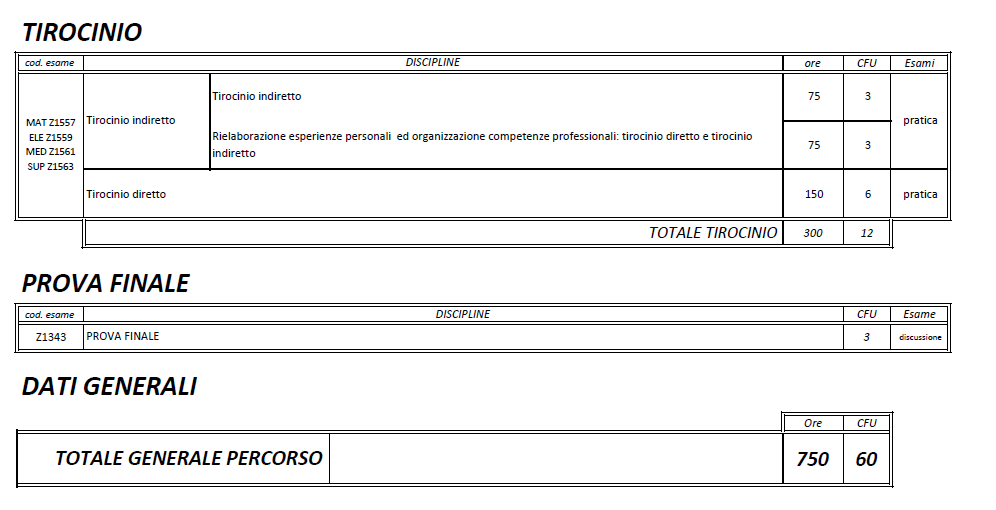 TIROCINIO
cod. esame DISCIPLINE ore CFU Esami
MAT Z1557
ELE Z1559
MED Z1561
SUP Z1563
Tirocinio indiretto
Tirocinio indiretto 75 3
Rielaborazione esperienze personali ed organizzazione competenze professionali: tirocinio diretto e tirocinio
indiretto
75 3
pratica
Tirocinio diretto 150 6 pratica
TOTALE TIROCINIO 300 12
PROVA FINALE
cod. esame DISCIPLINE CFU Esame
Z1343 PROVA FINALE 3 discussione
DATI GENERALI
Ore CFU
TOTALE GENERALE PERCORSO 750 60